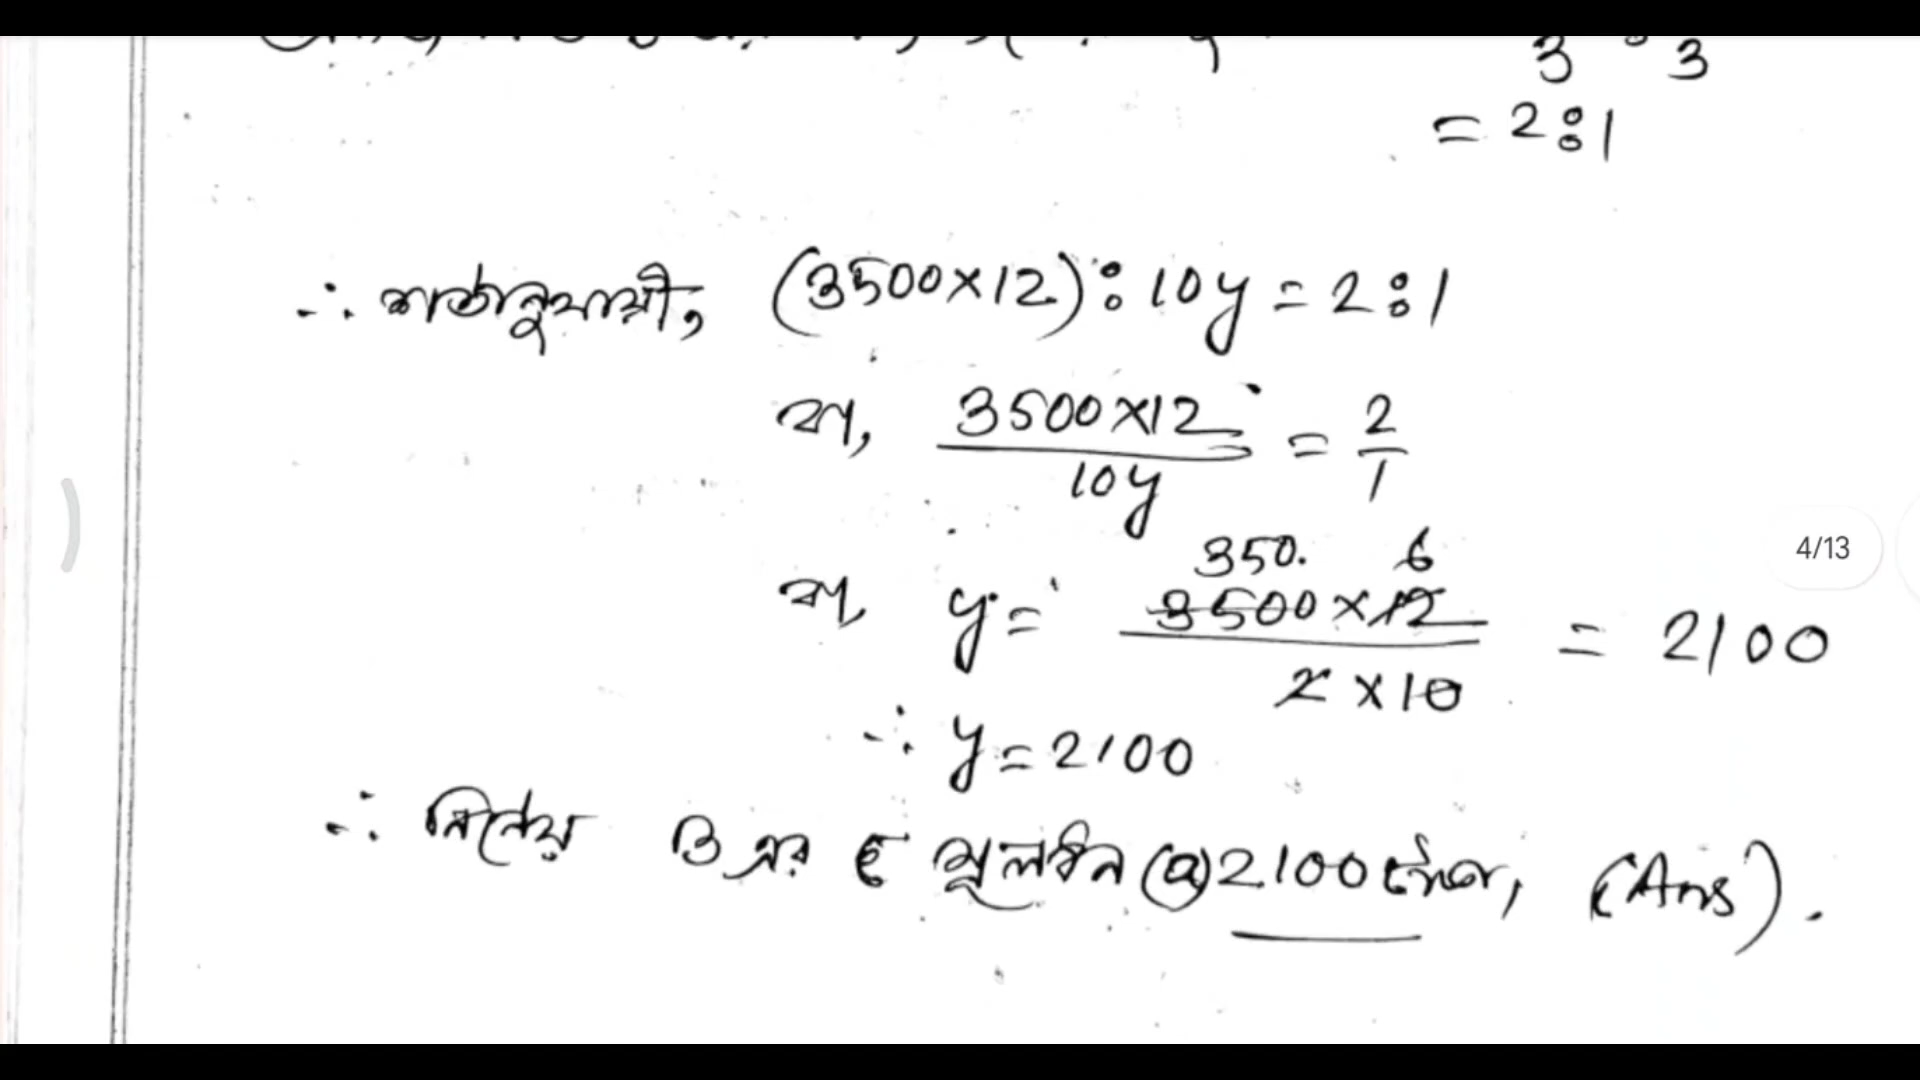 3 : 3
= 2:1
∴ শর্তানুযায়ী, (3500×12) : 10y = 2:1
বা, 3500×12 / 10y = 2/1
350. 6
বা, y = 3500×12 / 2×10 = 2100
∴ y = 2100
4/13
∴ নির্ণেয় B এর মূলধন (a) 2100 টাকা, (Ans).